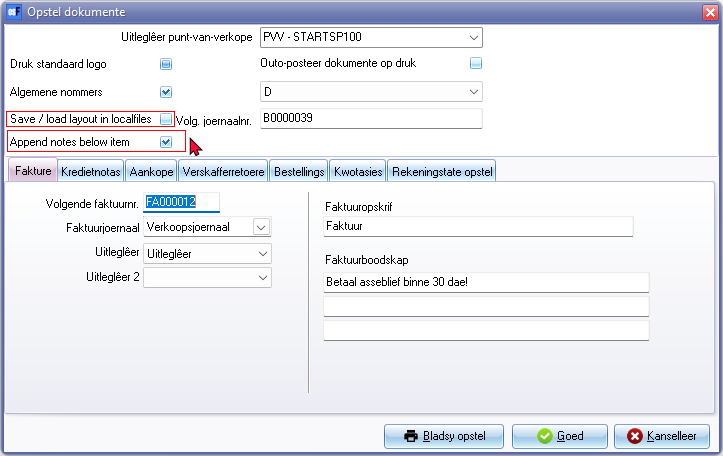 Opstel dokumente
Uitleglêer punt-van-verkope PVV - STARTSP100
Druk standaard logo Outo-posteer dokumente op druk
Algemene nommers D
Save / load layout in localfiles Volg. joernaalnr. B0000039
Append notes below item
Fakture Kredietnotas Aankope Verskafferretoere Bestellings Kwotasies Rekeningstate opstel
Volgende faktuurnr. FA000012
Faktuuropskrif
Faktuurjoernaal Verkoopsjoernaal Faktuur
Uitleglêer Uitleglêer Faktuurboodskap
Uitleglêer 2 Betaal asseblief binne 30 dae!
Bladsy opstel Goed Kanselleer